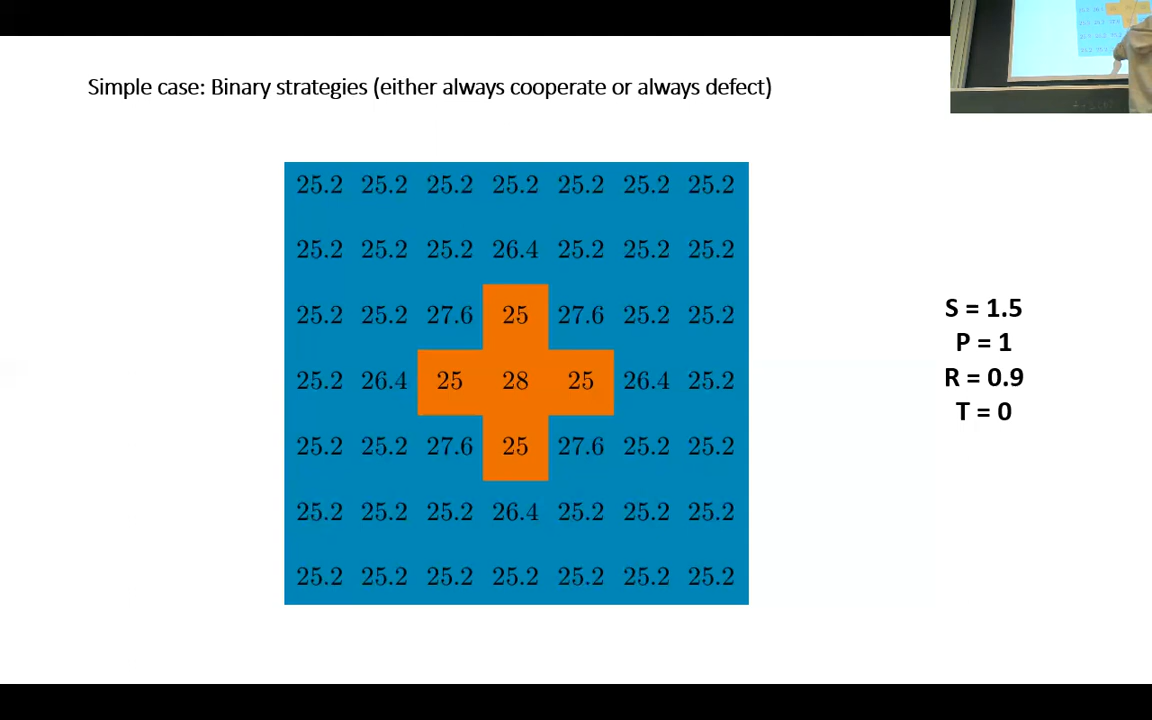 Simple case: Binary strategies (either always cooperate or always defect)
25.2 25.2 25.2 25.2 25.2 25.2 25.2
25.2 25.2 25.2 26.4 25.2 25.2 25.2
25.2 25.2 27.6 25 27.6 25.2 25.2
25.2 26.4 25 28 25 26.4 25.2
25.2 25.2 27.6 25 27.6 25.2 25.2
25.2 25.2 25.2 26.4 25.2 25.2 25.2
25.2 25.2 25.2 25.2 25.2 25.2 25.2
S = 1.5
P = 1
R = 0.9
T = 0